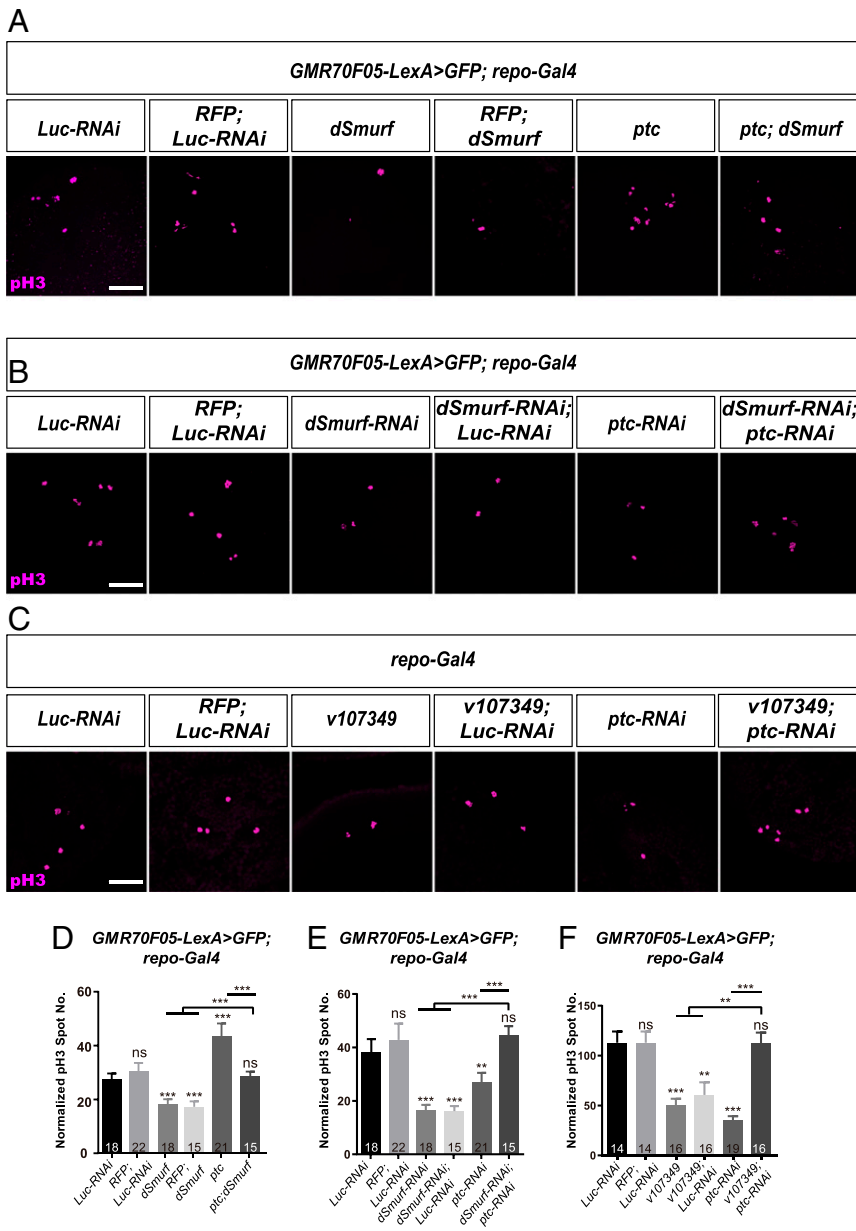 A
GMR70F05-LexA>GFP; repo-Gal4
Luc-RNAi
RFP;
Luc-RNAi
dSmurf
RFP;
dSmurf
ptc
ptc; dSmurf
pH3
B
GMR70F05-LexA>GFP; repo-Gal4
Luc-RNAi
RFP;
Luc-RNAi
dSmurf-RNAi
dSmurf-RNAi;
Luc-RNAi
ptc-RNAi
dSmurf-RNAi;
ptc-RNAi
pH3
C
repo-Gal4
Luc-RNAi
RFP;
Luc-RNAi
v107349
v107349;
Luc-RNAi
ptc-RNAi
v107349;
ptc-RNAi
pH3
D
GMR70F05-LexA>GFP;
repo-Gal4
Normalized pH3 Spot No.
60
40
20
0
ns
***
***
***
ns
***
***
18
22
18
15
21
15
Luc-RNAi
RFP;
Luc-RNAi
dSmurf
RFP;
dSmurf
ptc
ptc;dSmurf
E
GMR70F05-LexA>GFP;
repo-Gal4
Normalized pH3 Spot No.
60
40
20
0
ns
***
***
**
ns
***
***
18
22
18
15
21
15
Luc-RNAi
RFP;
Luc-RNAi
dSmurf-RNAi
dSmurf-RNAi;
Luc-RNAi
ptc-RNAi
dSmurf-RNAi;
ptc-RNAi
F
GMR70F05-LexA>GFP;
repo-Gal4
Normalized pH3 Spot No.
150
100
50
0
ns
***
**
***
ns
**
***
14
14
16
16
19
16
Luc-RNAi
RFP;
Luc-RNAi
v107349
v107349;
Luc-RNAi
ptc-RNAi
v107349;
ptc-RNAi